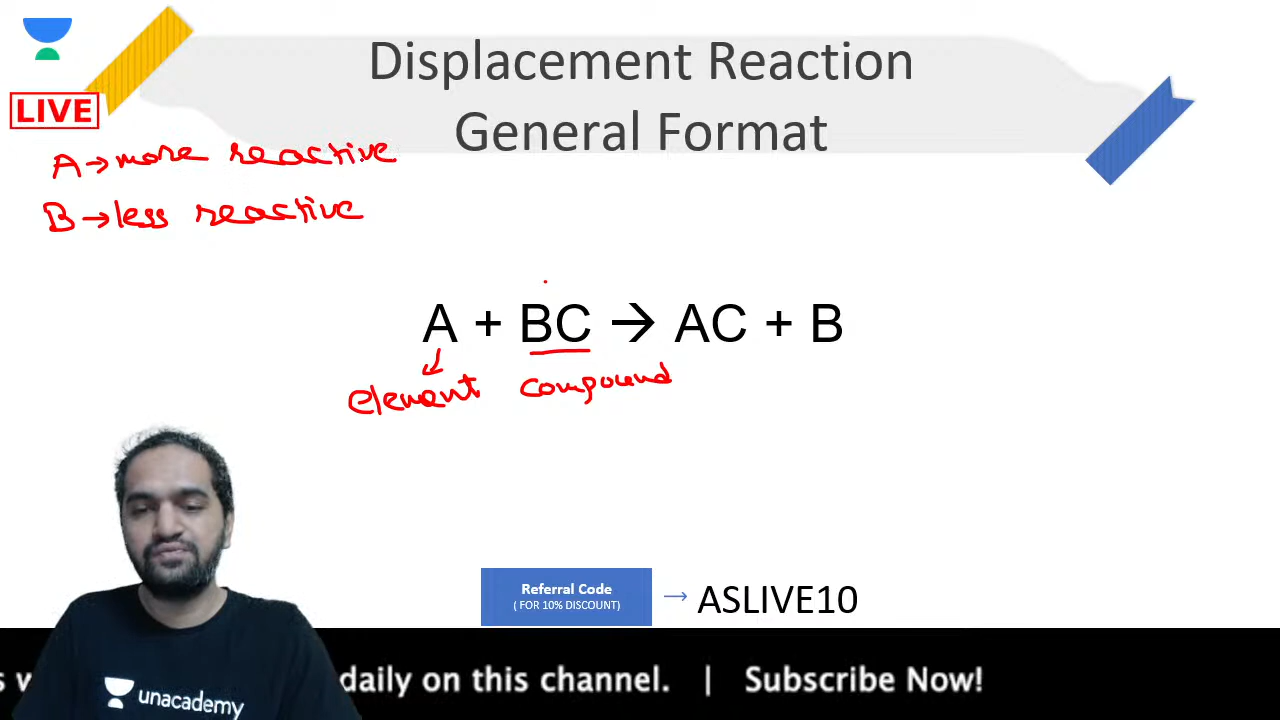 Displacement Reaction
General Format
LIVE
A→more reactive
B→less reactive
A + BC → AC + B
element compound
Referral Code
( FOR 10% DISCOUNT)
→ ASLIVE10
daily on this channel. | Subscribe Now!
unacademy